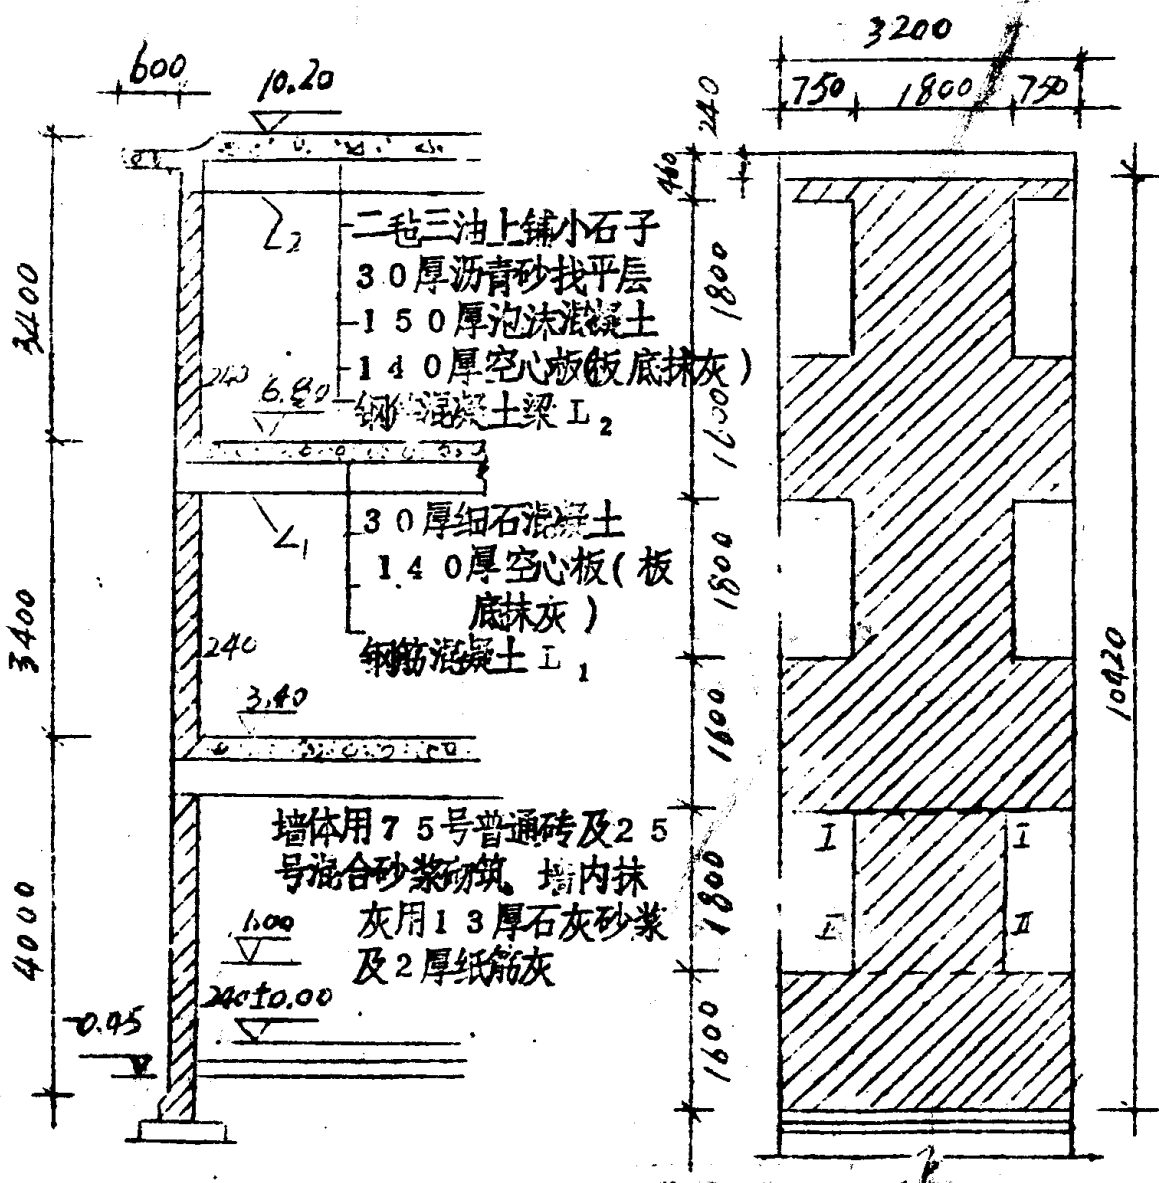 600
10.20
3200
750
1800
750
240
460
L2
二毡三油上铺小石子
30厚沥青砂找平层
150厚泡沫混凝土
140厚空心板(板底抹灰)
钢筋混凝土梁L2
3400
240
6.80
1800
1600
L1
30厚细石混凝土
140厚空心板(板
底抹灰)
钢筋混凝土L1
3400
240
3.40
1800
1600
墙体用75号普通砖及25
号混合砂浆砌筑。墙内抹
灰用13厚石灰砂浆
及2厚纸筋灰
4000
1.00
240
±0.00
-0.45
1800
1600
I I
I II